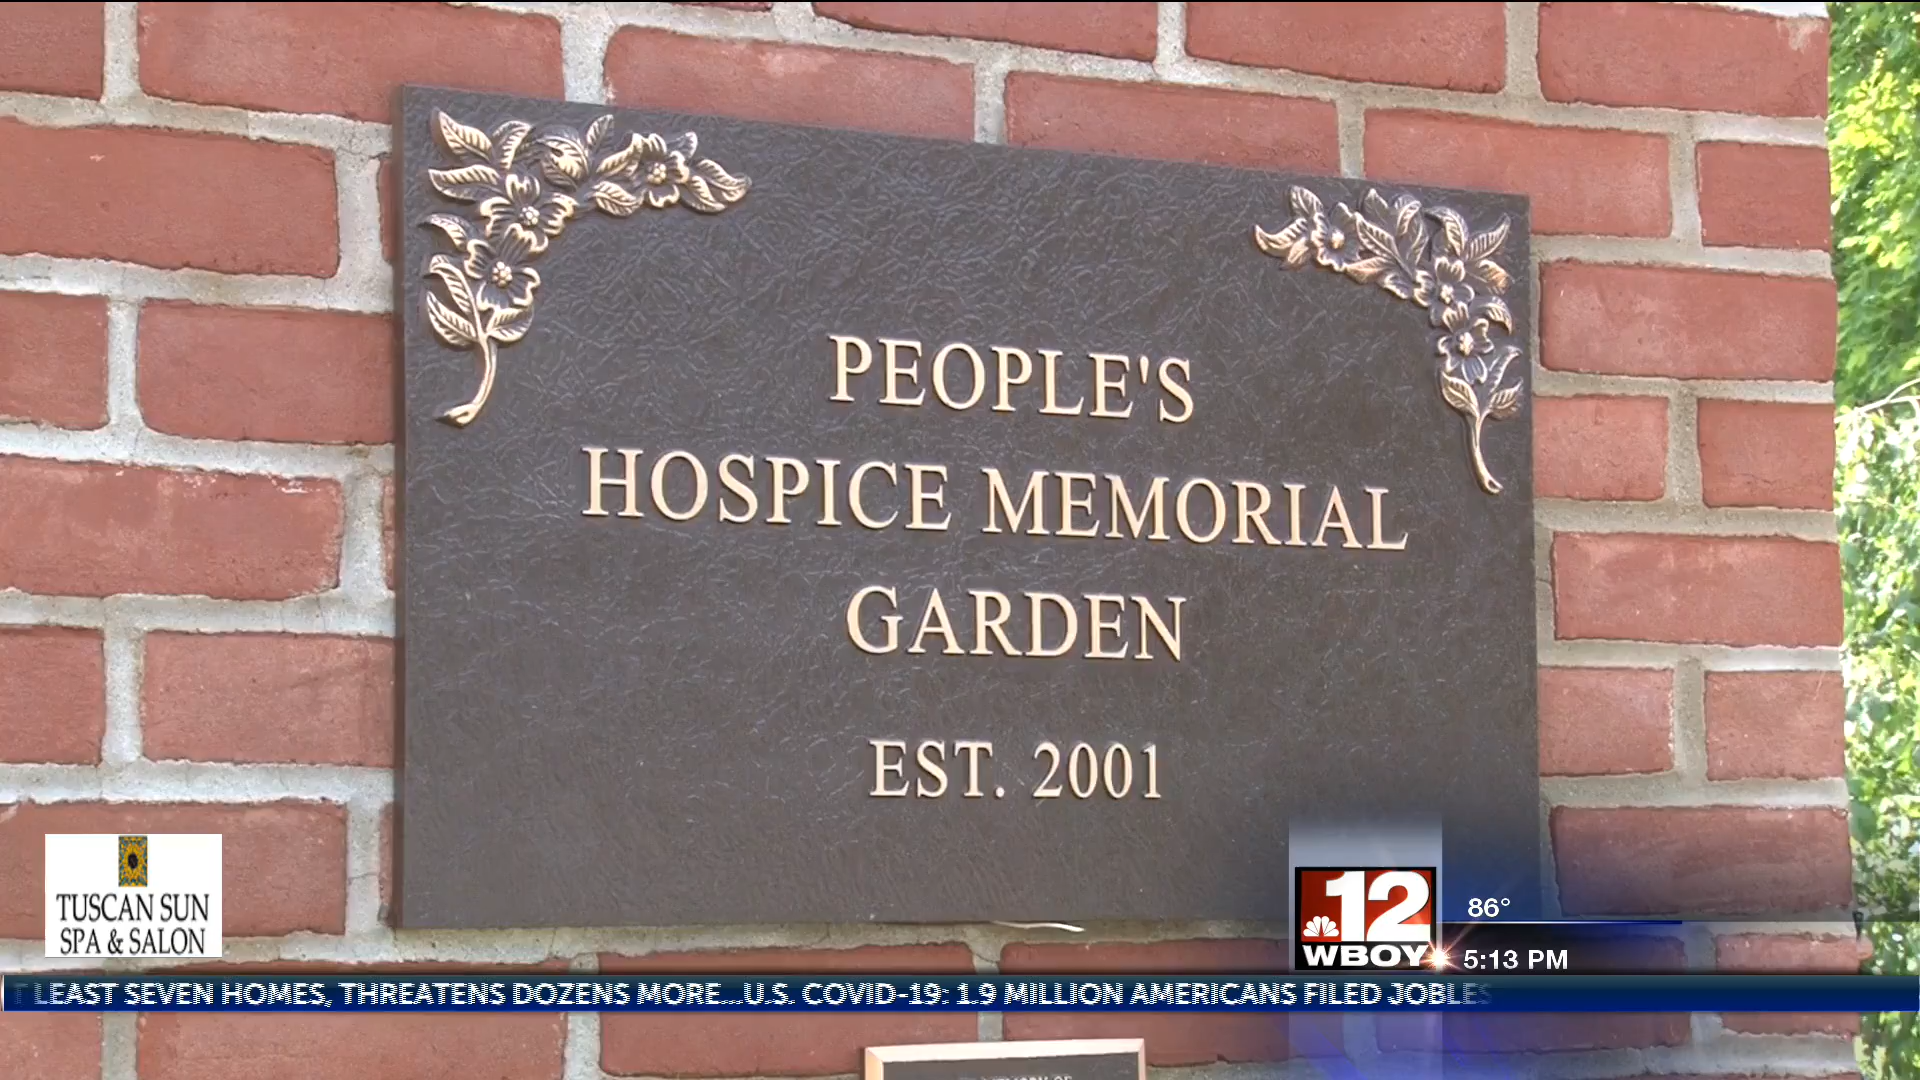 PEOPLE'S
HOSPICE MEMORIAL
GARDEN
EST. 2001
TUSCAN SUN
SPA & SALON
12
WBOY
86°
5:13 PM
T LEAST SEVEN HOMES, THREATENS DOZENS MORE...U.S. COVID-19: 1.9 MILLION AMERICANS FILED JOBLES